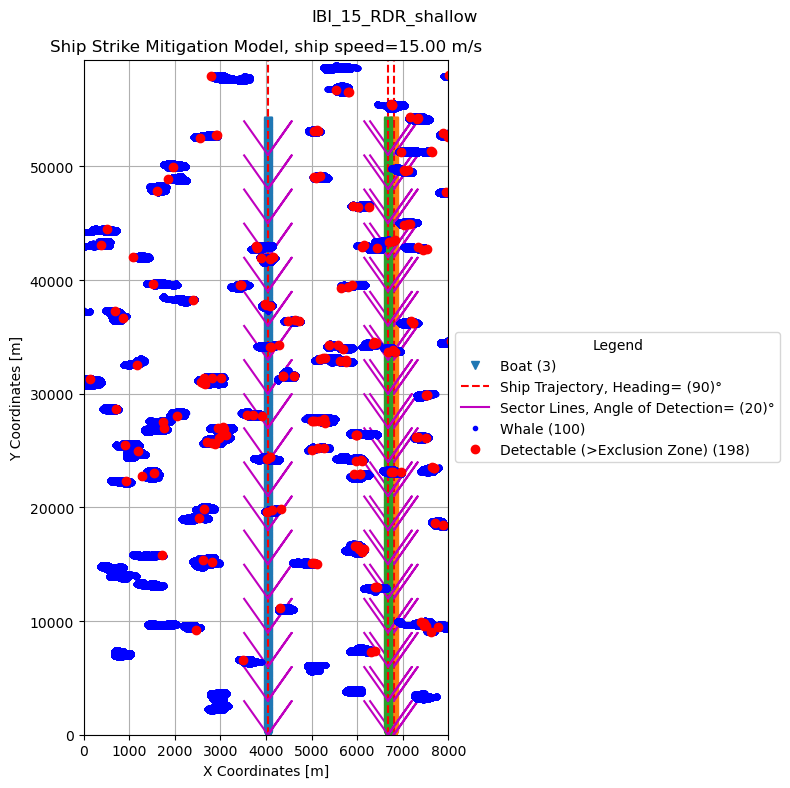 IBI_15_RDR_shallow
Ship Strike Mitigation Model, ship speed=15.00 m/s
Y Coordinates [m]
50000
40000
30000
20000
10000
0
0 1000 2000 3000 4000 5000 6000 7000 8000
X Coordinates [m]
Legend
Boat (3)
Ship Trajectory, Heading= (90)°
Sector Lines, Angle of Detection= (20)°
Whale (100)
Detectable (>Exclusion Zone) (198)